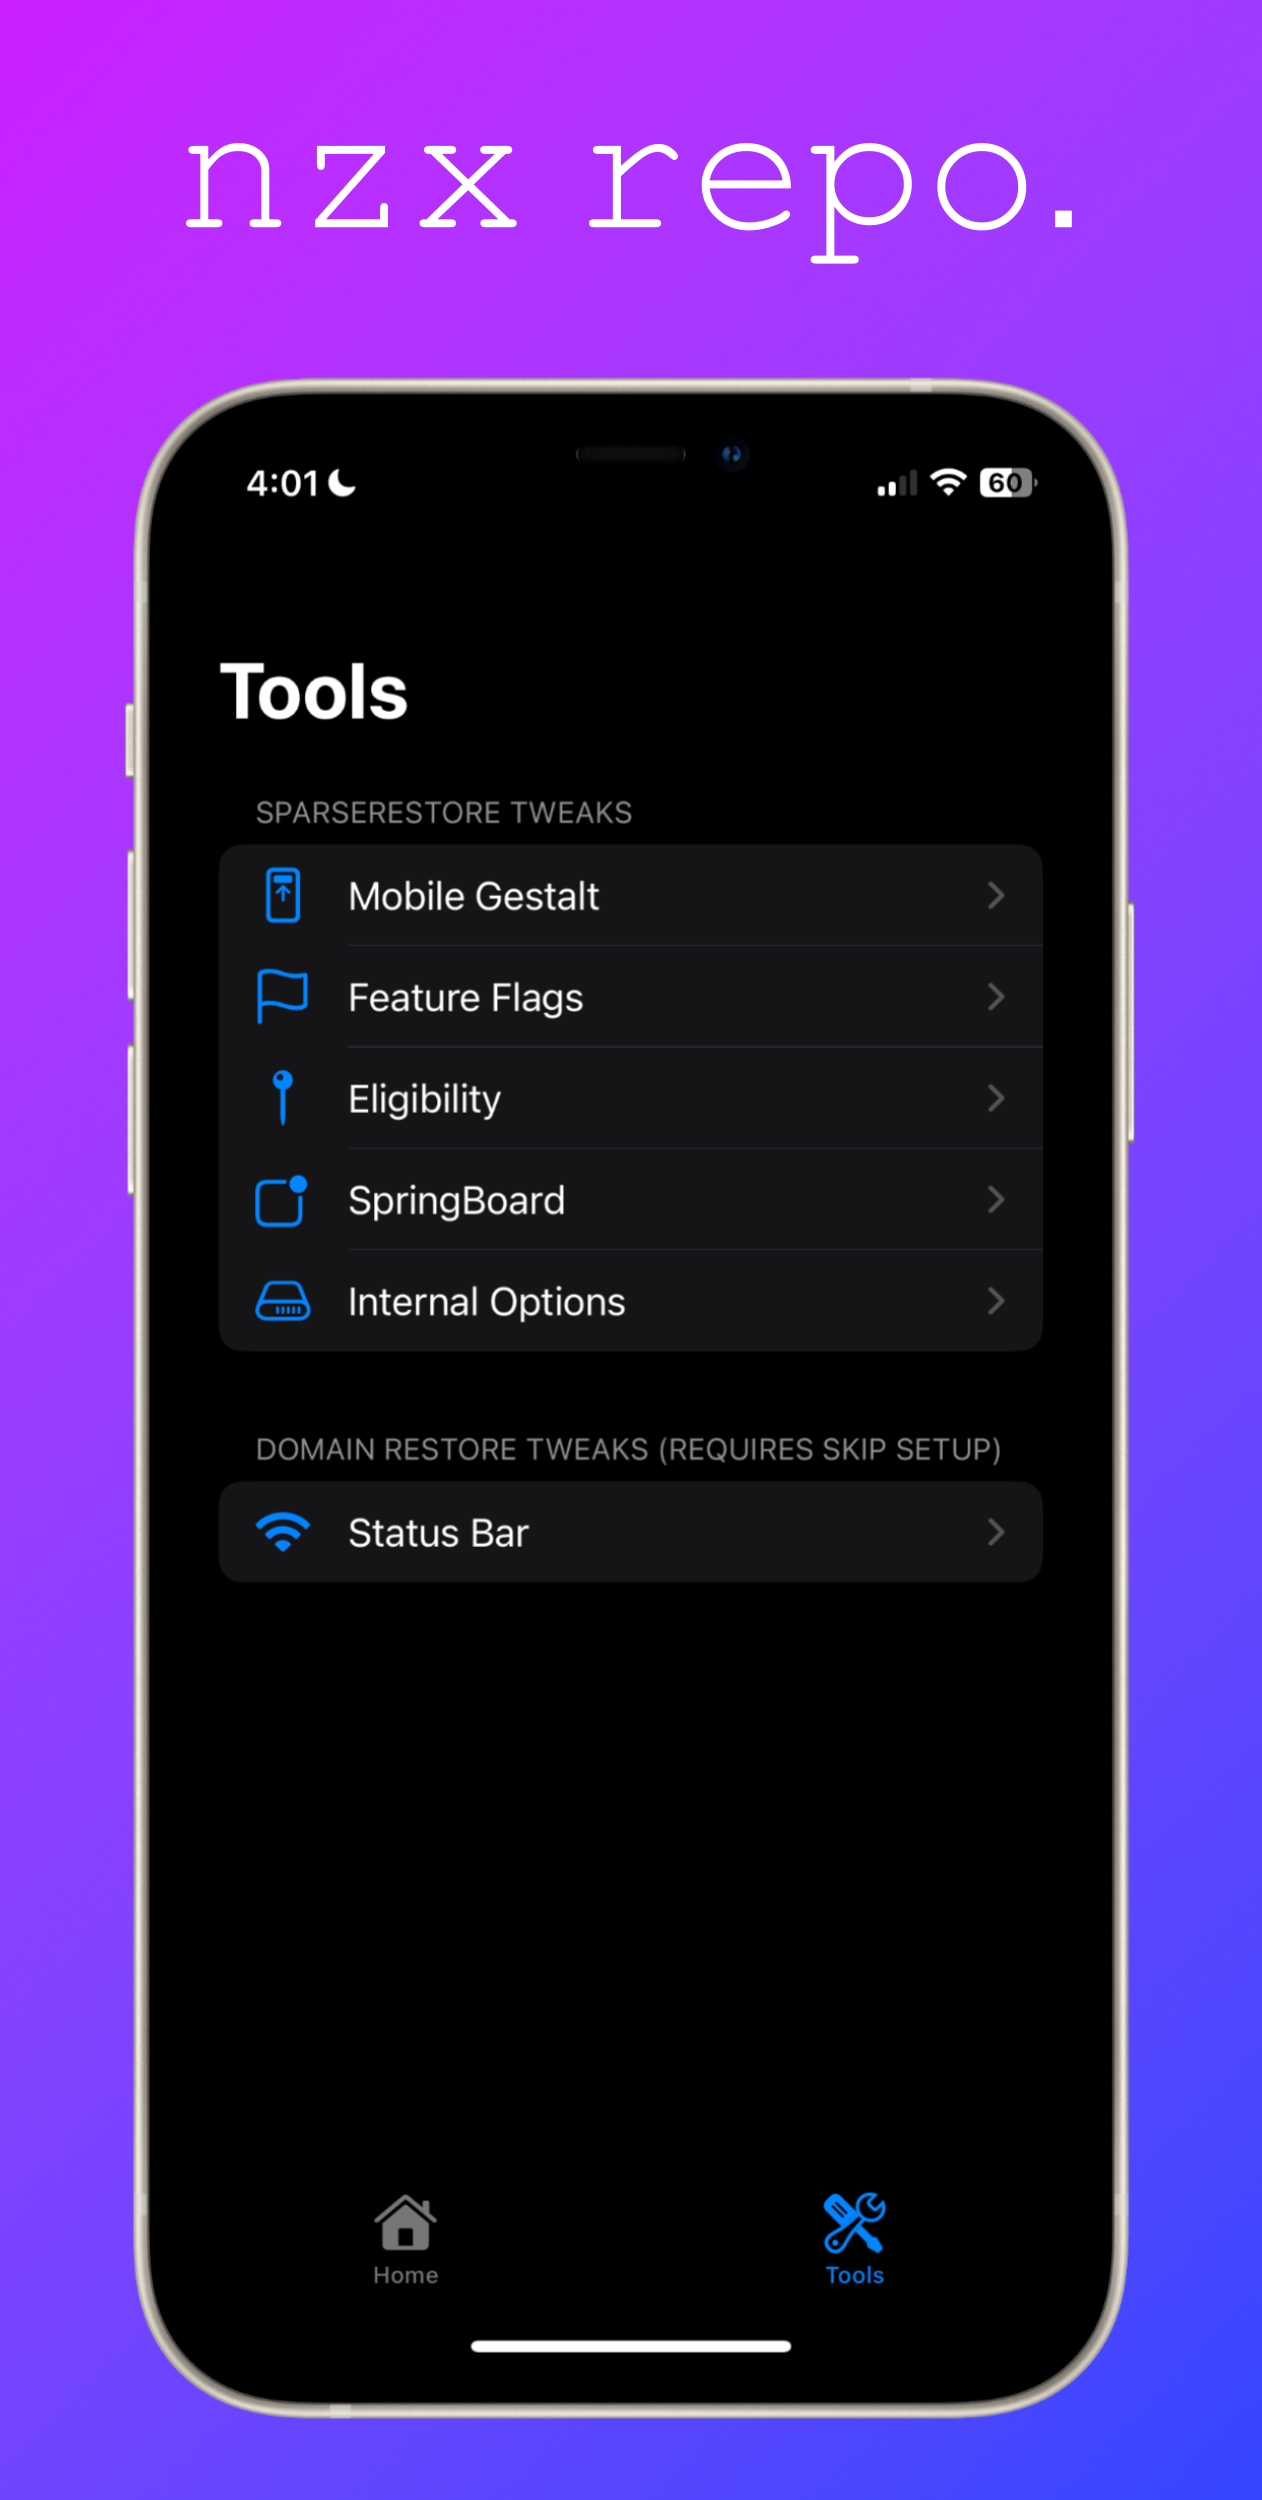 nzx repo.
4:01
60
Tools
SPARSERESTORE TWEAKS
Mobile Gestalt
Feature Flags
Eligibility
SpringBoard
Internal Options
DOMAIN RESTORE TWEAKS (REQUIRES SKIP SETUP)
Status Bar
Home
Tools